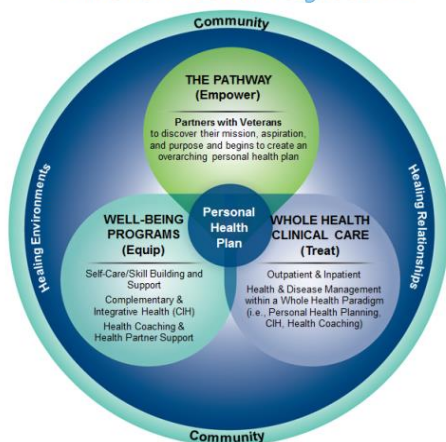 Community
THE PATHWAY
(Empower)
Partners with Veterans
to discover their mission, aspiration,
and purpose and begins to create an
overarching personal health plan
Healing Environments
Healing Relationships
Personal
Health
Plan
WELL-BEING
PROGRAMS
(Equip)
Self-Care/Skill Building and
Support
Complementary &
Integrative Health (CIH)
Health Coaching &
Health Partner Support
WHOLE HEALTH
CLINICAL CARE
(Treat)
Outpatient & Inpatient
Health & Disease Management
within a Whole Health Paradigm
(i.e., Personal Health Planning,
CIH, Health Coaching)
Community